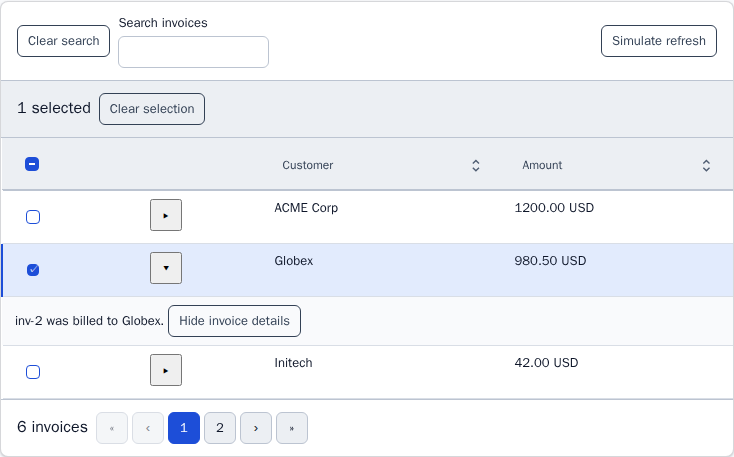 Search invoices
Clear search
Simulate refresh
1 selected
Clear selection
Customer
Amount
ACME Corp
1200.00 USD
Globex
980.50 USD
inv-2 was billed to Globex.
Hide invoice details
Initech
42.00 USD
6 invoices « ‹ 1 2 › »